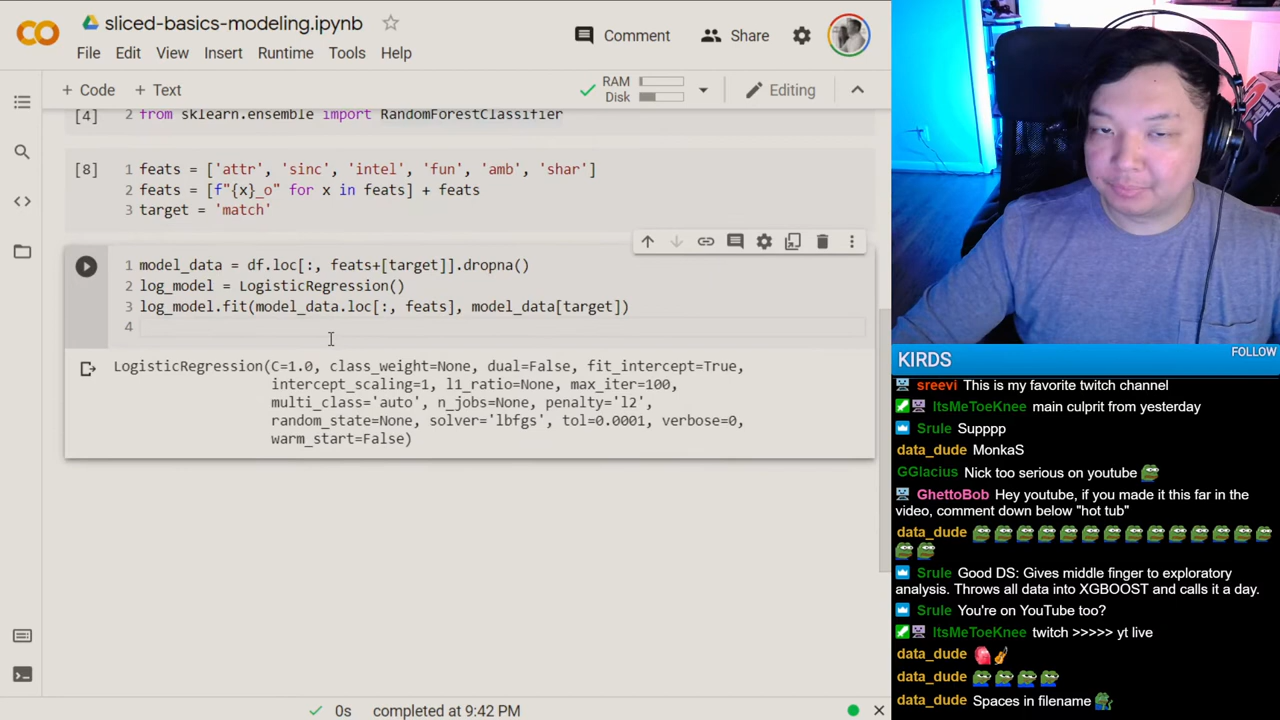 sliced-basics-modeling.ipynb
File Edit View Insert Runtime Tools Help
Comment Share
+ Code + Text
RAM
Disk
Editing
[4] 2 from sklearn.ensemble import RandomForestClassifier
[8] 1 feats = ['attr', 'sinc', 'intel', 'fun', 'amb', 'shar']
2 feats = [f"{x}_o" for x in feats] + feats
3 target = 'match'
1 model_data = df.loc[:, feats+[target]].dropna()
2 log_model = LogisticRegression()
3 log_model.fit(model_data.loc[:, feats], model_data[target])
4
LogisticRegression(C=1.0, class_weight=None, dual=False, fit_intercept=True,
intercept_scaling=1, l1_ratio=None, max_iter=100,
multi_class='auto', n_jobs=None, penalty='l2',
random_state=None, solver='lbfgs', tol=0.0001, verbose=0,
warm_start=False)
0s completed at 9:42 PM
KIRDS FOLLOW
sreevi This is my favorite twitch channel
ItsMeToeKnee main culprit from yesterday
Srule Supppp
data_dude MonkaS
GGlacius Nick too serious on youtube
GhettoBob Hey youtube, if you made it this far in the
video, comment down below "hot tub"
data_dude
Srule Good DS: Gives middle finger to exploratory
analysis. Throws all data into XGBOOST and calls it a day.
Srule You're on YouTube too?
ItsMeToeKnee twitch >>>>> yt live
data_dude
data_dude
data_dude Spaces in filename